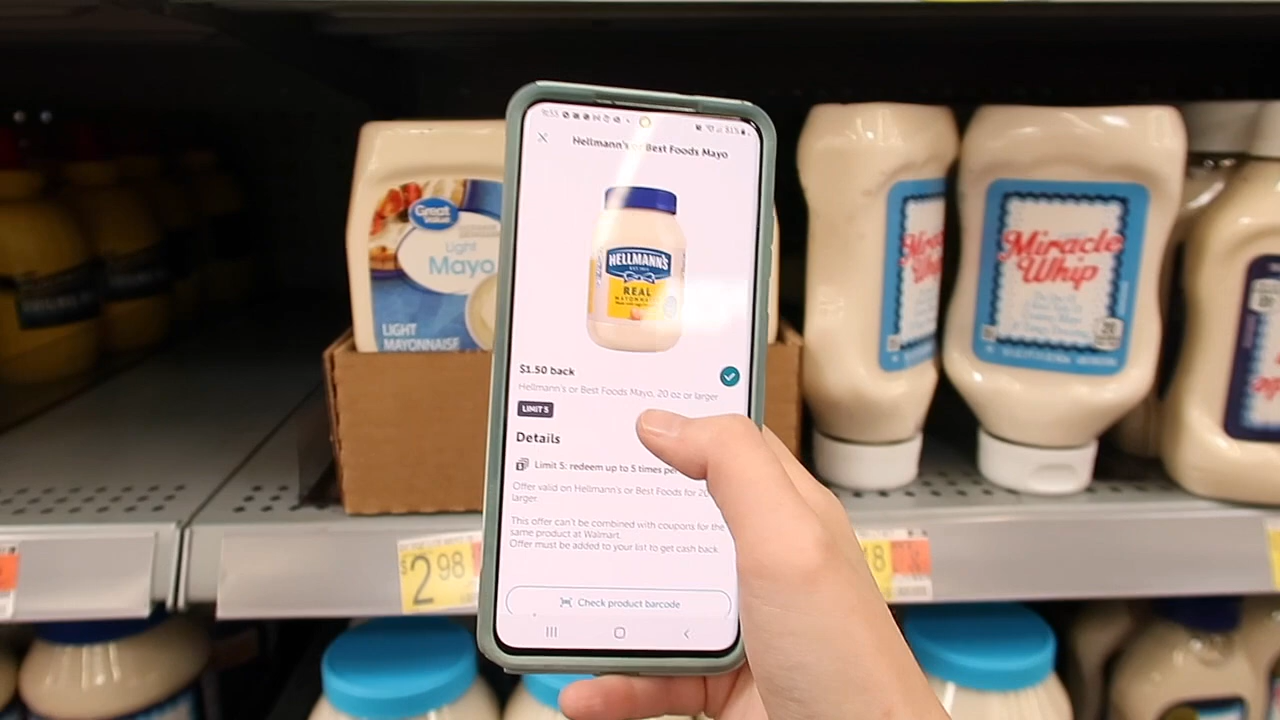 9:33
81%
Hellmann's or Best Foods Mayo
HELLMANN'S
REAL
$1.50 back
Hellmann's or Best Foods Mayo, 20 oz or larger
LIMIT 5
Details
Limit 5: redeem up to 5 times per
Offer valid on Hellmann's or Best Foods for 20
larger.
This offer can't be combined with coupons for the
same product at Walmart.
Offer must be added to your list to get cash back.
Check product barcode
Great
Value
Light
Mayo
LIGHT
MAYONNAISE
Miracle
Whip
$2 98
8